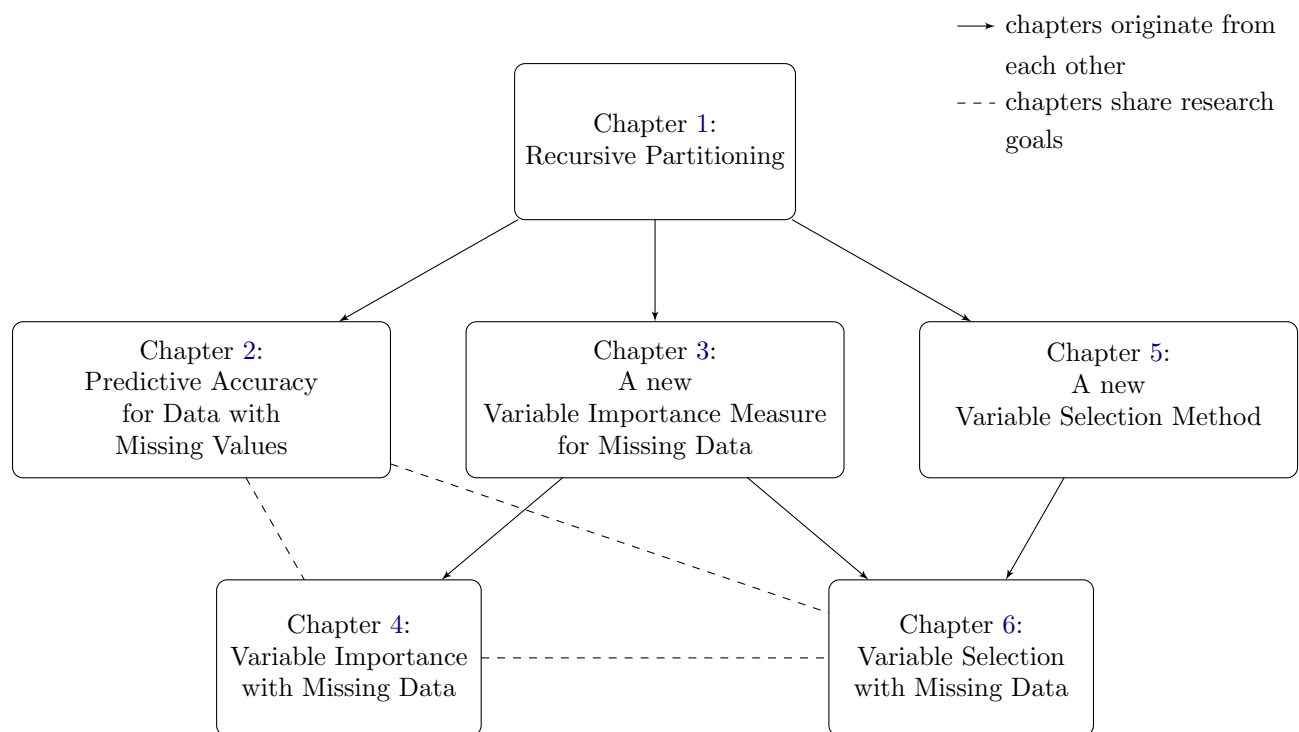 chapters originate from
each other
chapters share research
goals
Chapter 1:
Recursive Partitioning
Chapter 2:
Predictive Accuracy
for Data with
Missing Values
Chapter 3:
A new
Variable Importance Measure
for Missing Data
Chapter 5:
A new
Variable Selection Method
Chapter 4:
Variable Importance
with Missing Data
Chapter 6:
Variable Selection
with Missing Data